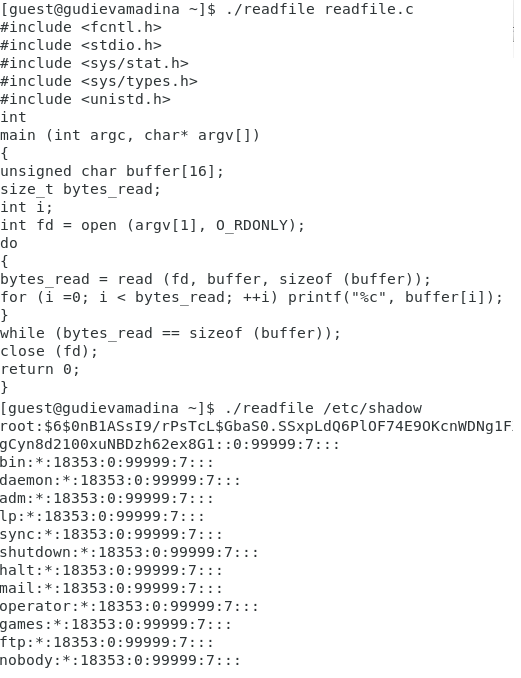 [guest@gudievamadina ~]$ ./readfile readfile.c
#include <fcntl.h>
#include <stdio.h>
#include <sys/stat.h>
#include <sys/types.h>
#include <unistd.h>
int
main (int argc, char* argv[])
{
unsigned char buffer[16];
size_t bytes_read;
int i;
int fd = open (argv[1], O_RDONLY);
do
{
bytes_read = read (fd, buffer, sizeof (buffer));
for (i =0; i < bytes_read; ++i) printf("%c", buffer[i]);
}
while (bytes_read == sizeof (buffer));
close (fd);
return 0;
}
[guest@gudievamadina ~]$ ./readfile /etc/shadow
root:$6$0nB1ASsI9/rPsTcL$GbaS0.SSxpLdQ6PlOF74E9OKcnWDNg1F
gCyn8d2100xuNBDzh62ex8G1::0:99999:7:::
bin:*:18353:0:99999:7:::
daemon:*:18353:0:99999:7:::
adm:*:18353:0:99999:7:::
lp:*:18353:0:99999:7:::
sync:*:18353:0:99999:7:::
shutdown:*:18353:0:99999:7:::
halt:*:18353:0:99999:7:::
mail:*:18353:0:99999:7:::
operator:*:18353:0:99999:7:::
games:*:18353:0:99999:7:::
ftp:*:18353:0:99999:7:::
nobody:*:18353:0:99999:7:::